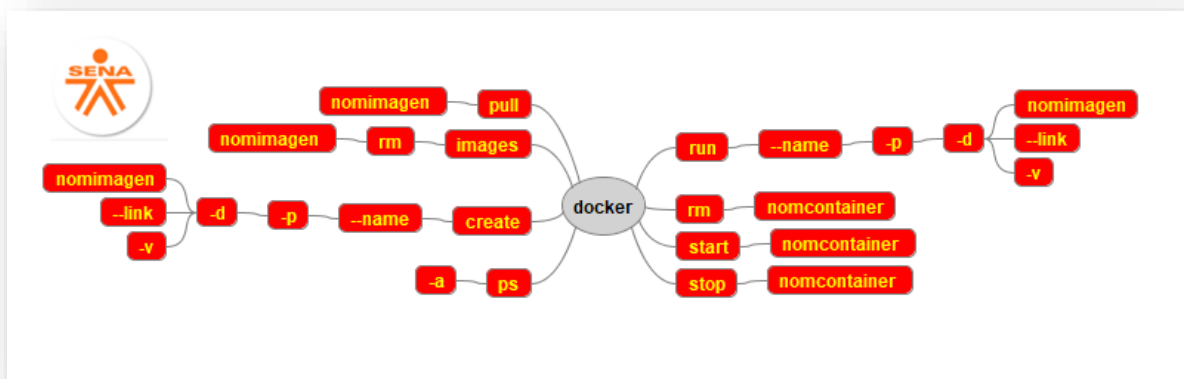 SENA
nomimagen pull
nomimagen rm images
nomimagen
--link
-v
-d -p --name create
-a ps
docker
run --name -p -d
nomimagen
--link
-v
rm nomcontainer
start nomcontainer
stop nomcontainer